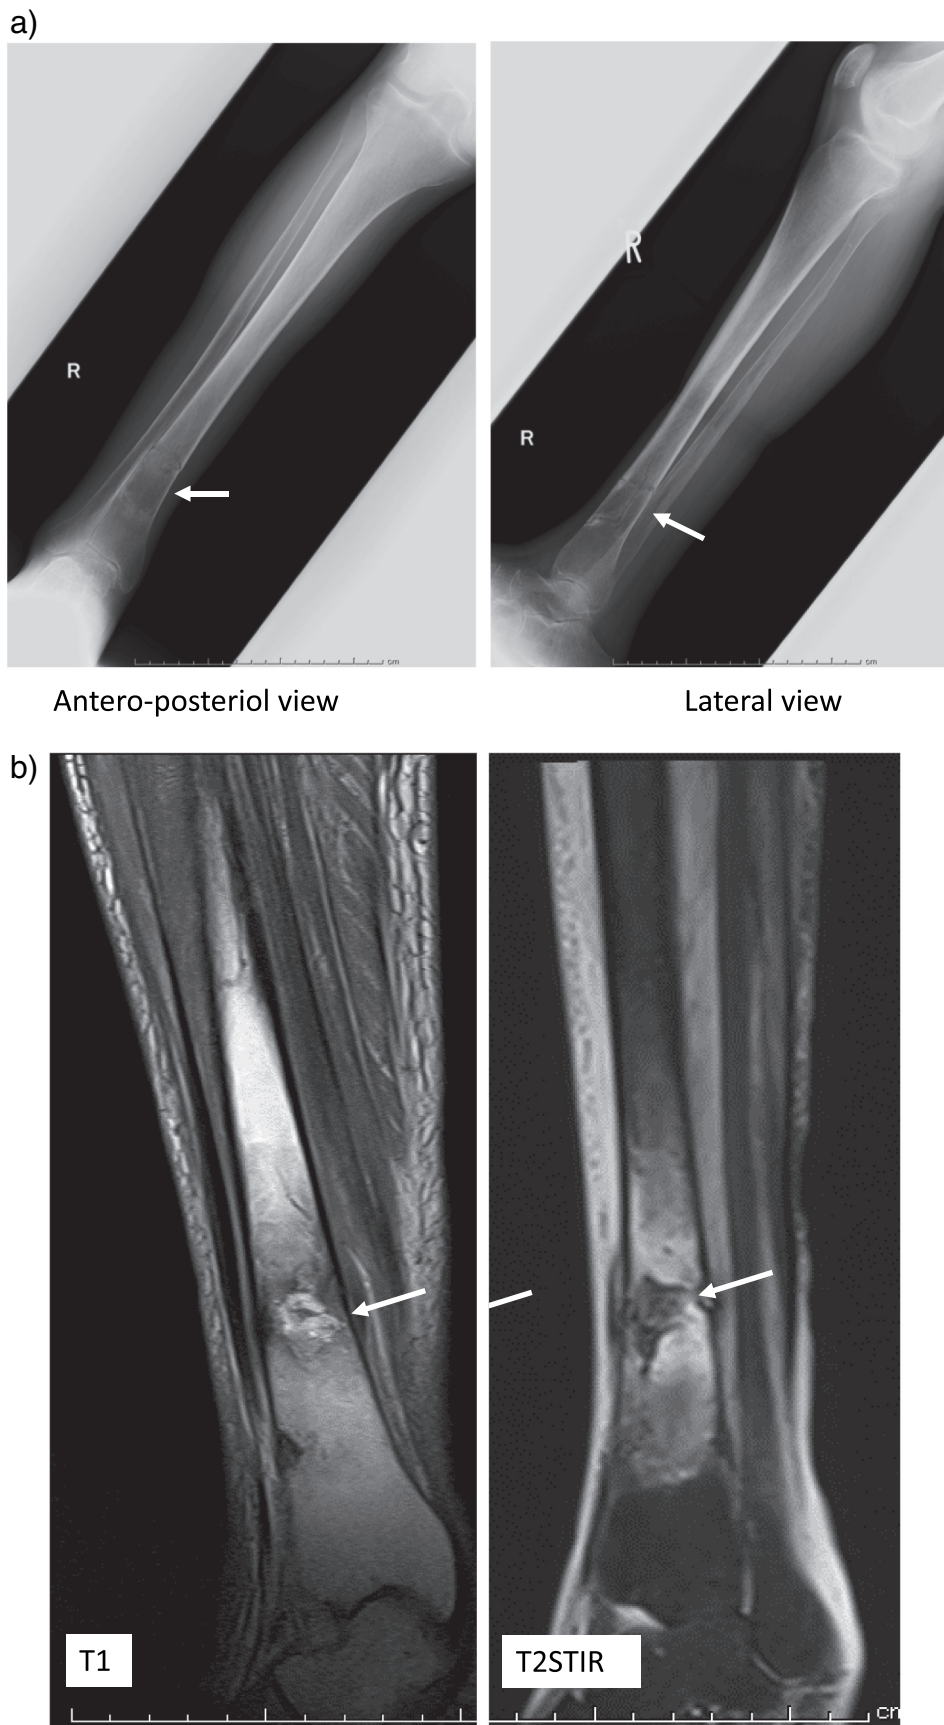 a)
R
R
R
cm
cm
Antero-posteriol view
Lateral view
b)
T1
T2STIR
cm